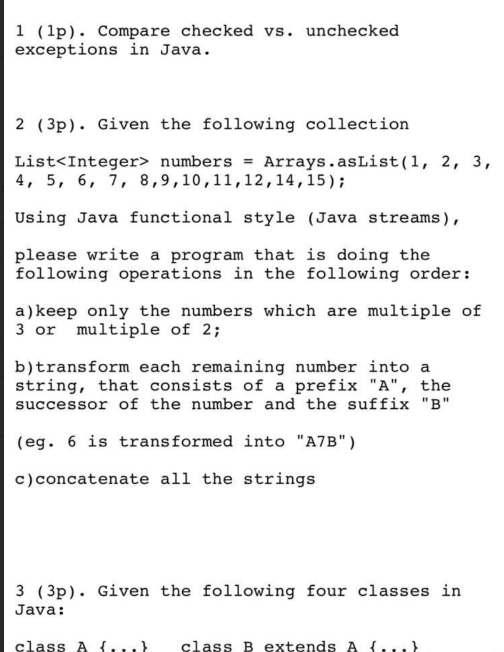 1 (1p). Compare checked vs. unchecked
exceptions in Java.
2 (3p). Given the following collection
List<Integer> numbers = Arrays.asList(1, 2, 3,
4, 5, 6, 7, 8,9,10,11,12,14,15);
Using Java functional style (Java streams),
please write a program that is doing the
following operations in the following order:
a)keep only the numbers which are multiple of
3 or  multiple of 2;
b)transform each remaining number into a
string, that consists of a prefix "A", the
successor of the number and the suffix "B"
(eg. 6 is transformed into "A7B")
c)concatenate all the strings
3 (3p). Given the following four classes in
Java:
class A {...}   class B extends A {...}